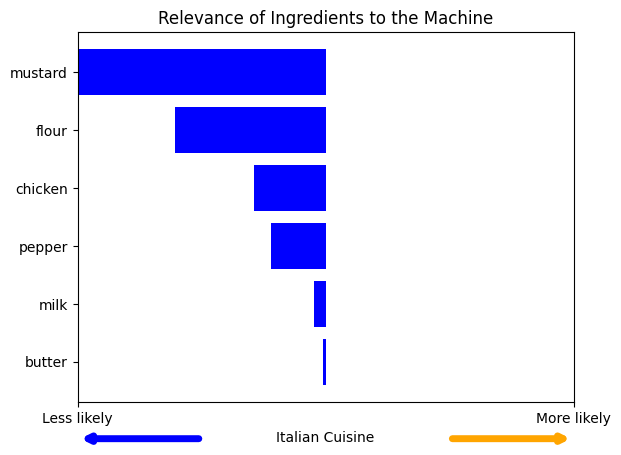 Relevance of Ingredients to the Machine
mustard
flour
chicken
pepper
milk
butter
Less likely
More likely
Italian Cuisine